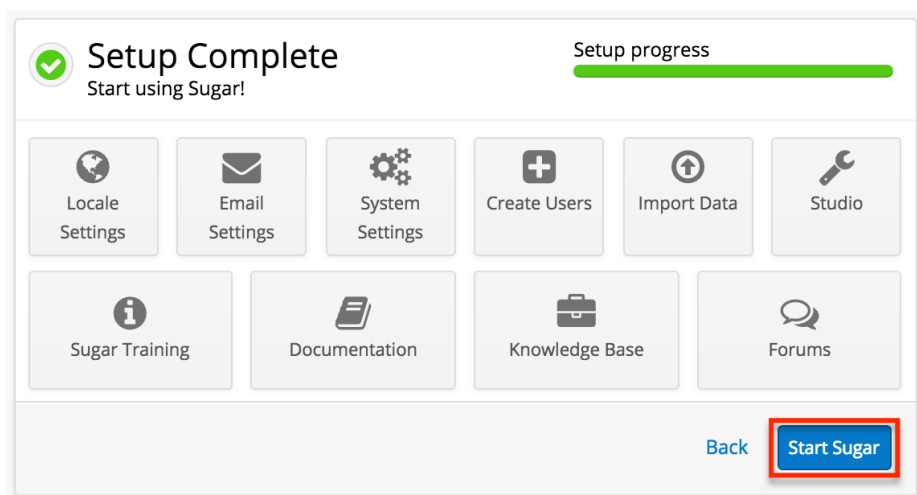 Setup Complete
Start using Sugar!
Setup progress
Locale
Settings
Email
Settings
System
Settings
Create Users
Import Data
Studio
Sugar Training
Documentation
Knowledge Base
Forums
Back
Start Sugar